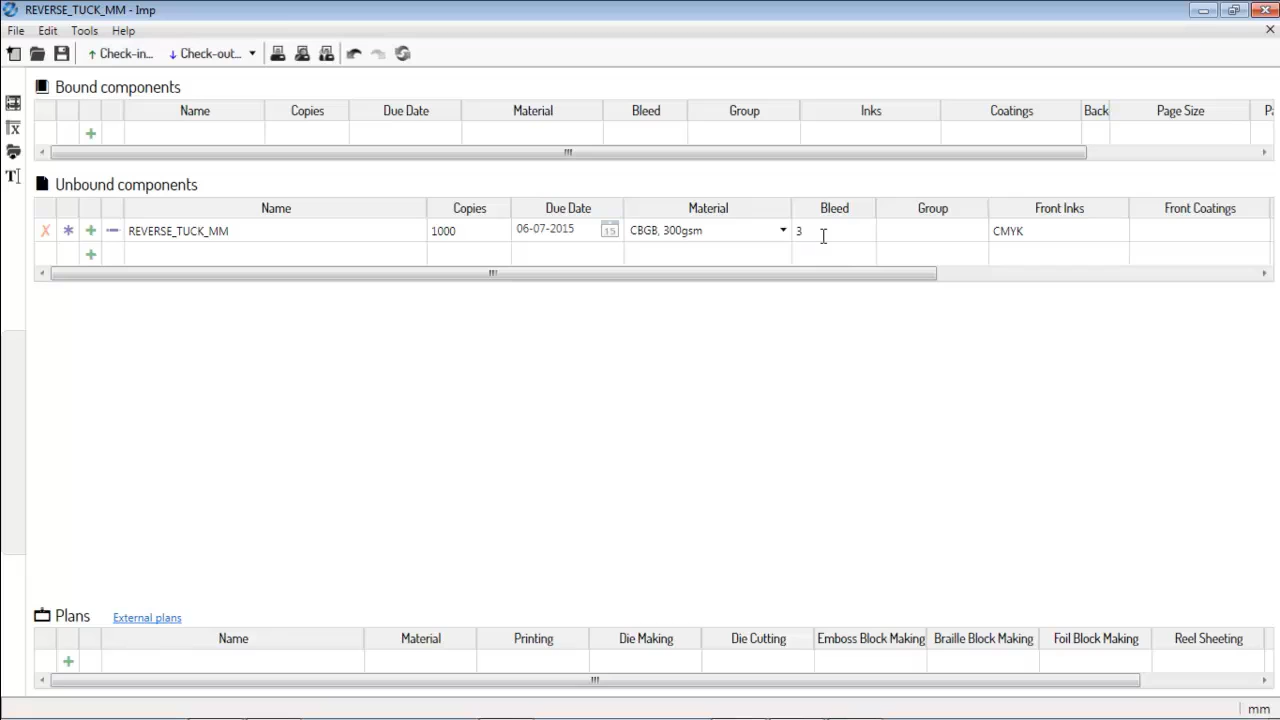 REVERSE_TUCK_MM - Imp
File Edit Tools Help
Check-in... Check-out...
Bound components
Name Copies Due Date Material Bleed Group Inks Coatings Back Page Size
Unbound components
Name Copies Due Date Material Bleed Group Front Inks Front Coatings
REVERSE_TUCK_MM 1000 06-07-2015 15 CBGB, 300gsm 3 CMYK
Plans External plans
Name Material Printing Die Making Die Cutting Emboss Block Making Braille Block Making Foil Block Making Reel Sheeting
mm